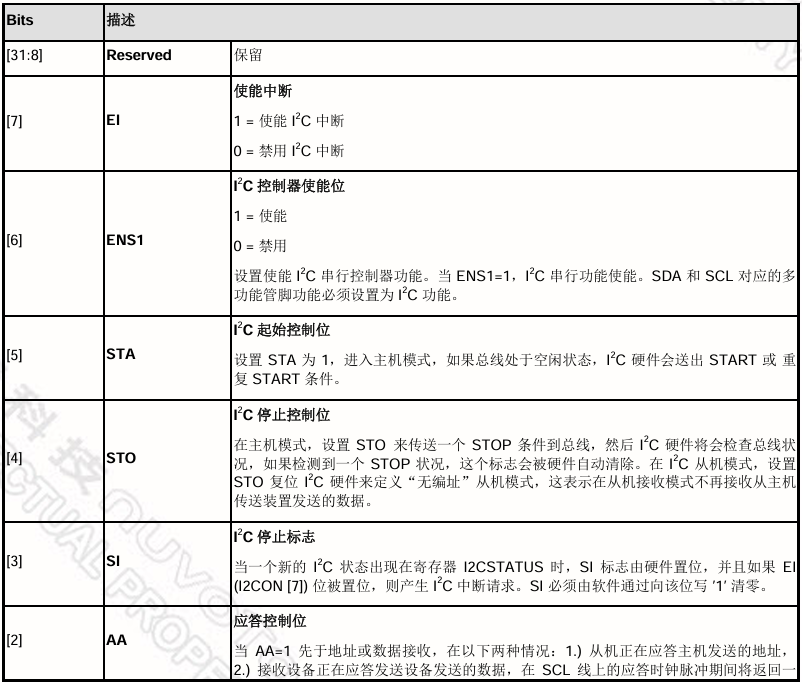 Bits 描述
[31:8] Reserved 保留
[7] EI 使能中断
1 = 使能 I²C 中断
0 = 禁用 I²C 中断
[6] ENS1 I²C 控制器使能位
1 = 使能
0 = 禁用
设置使能 I²C 串行控制器功能。当 ENS1=1，I²C 串行功能使能。SDA 和 SCL 对应的多
功能管脚功能必须设置为 I²C 功能。
[5] STA I²C 起始控制位
设置 STA 为 1，进入主机模式，如果总线处于空闲状态，I²C 硬件会送出 START 或 重
复 START 条件。
[4] STO I²C 停止控制位
在主机模式，设置 STO 来传送一个 STOP 条件到总线，然后 I²C 硬件将会检查总线状
况，如果检测到一个 STOP 状况，这个标志会被硬件自动清除。在 I²C 从机模式，设置
STO 复位 I²C 硬件来定义“无编址”从机模式，这表示在从机接收模式不再接收从主机
传送装置发送的数据。
[3] SI I²C 停止标志
当一个新的 I²C 状态出现在寄存器 I2CSTATUS 时，SI 标志由硬件置位，并且如果 EI
(I2CON [7]) 位被置位，则产生 I²C 中断请求。SI 必须由软件通过向该位写 '1' 清零。
[2] AA 应答控制位
当 AA=1 先于地址或数据接收，在以下两种情况：1.) 从机正在应答主机发送的地址，
2.) 接收设备正在应答发送设备发送的数据，在 SCL 线上的应答时钟脉冲期间将返回一